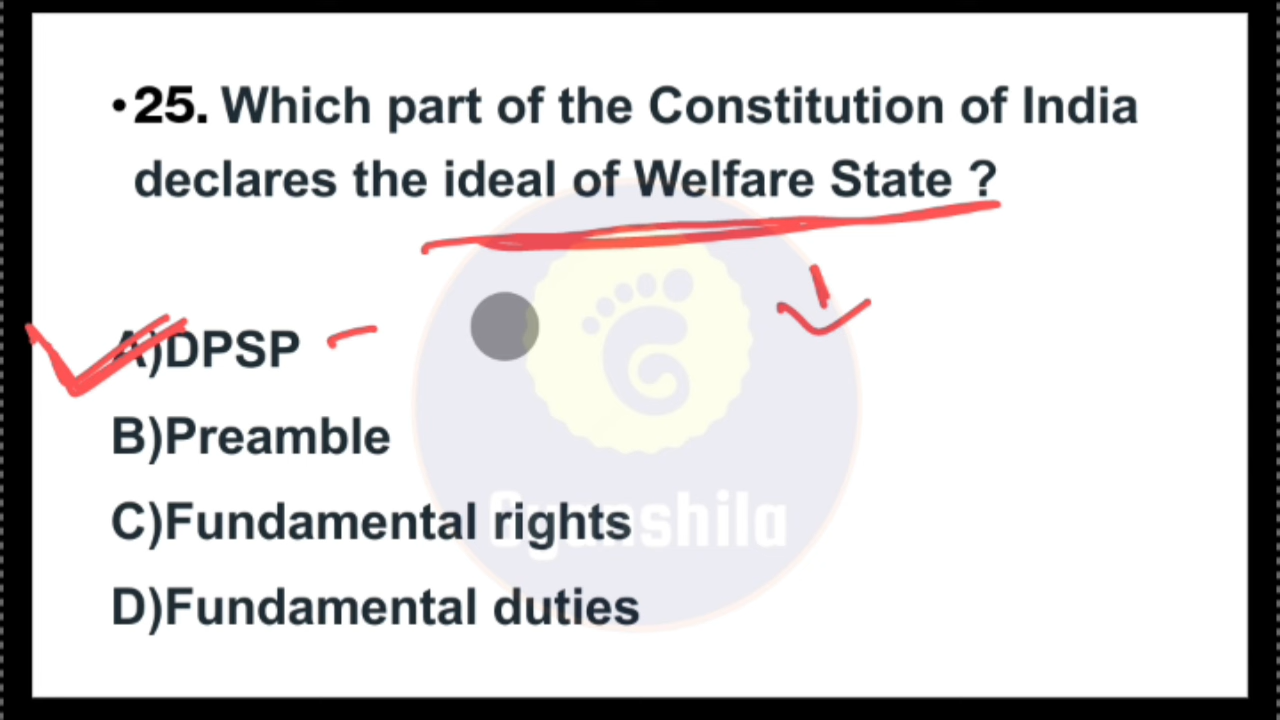 •25. Which part of the Constitution of India
declares the ideal of Welfare State ?
A)DPSP
B)Preamble
C)Fundamental rights
D)Fundamental duties
Gyanshila